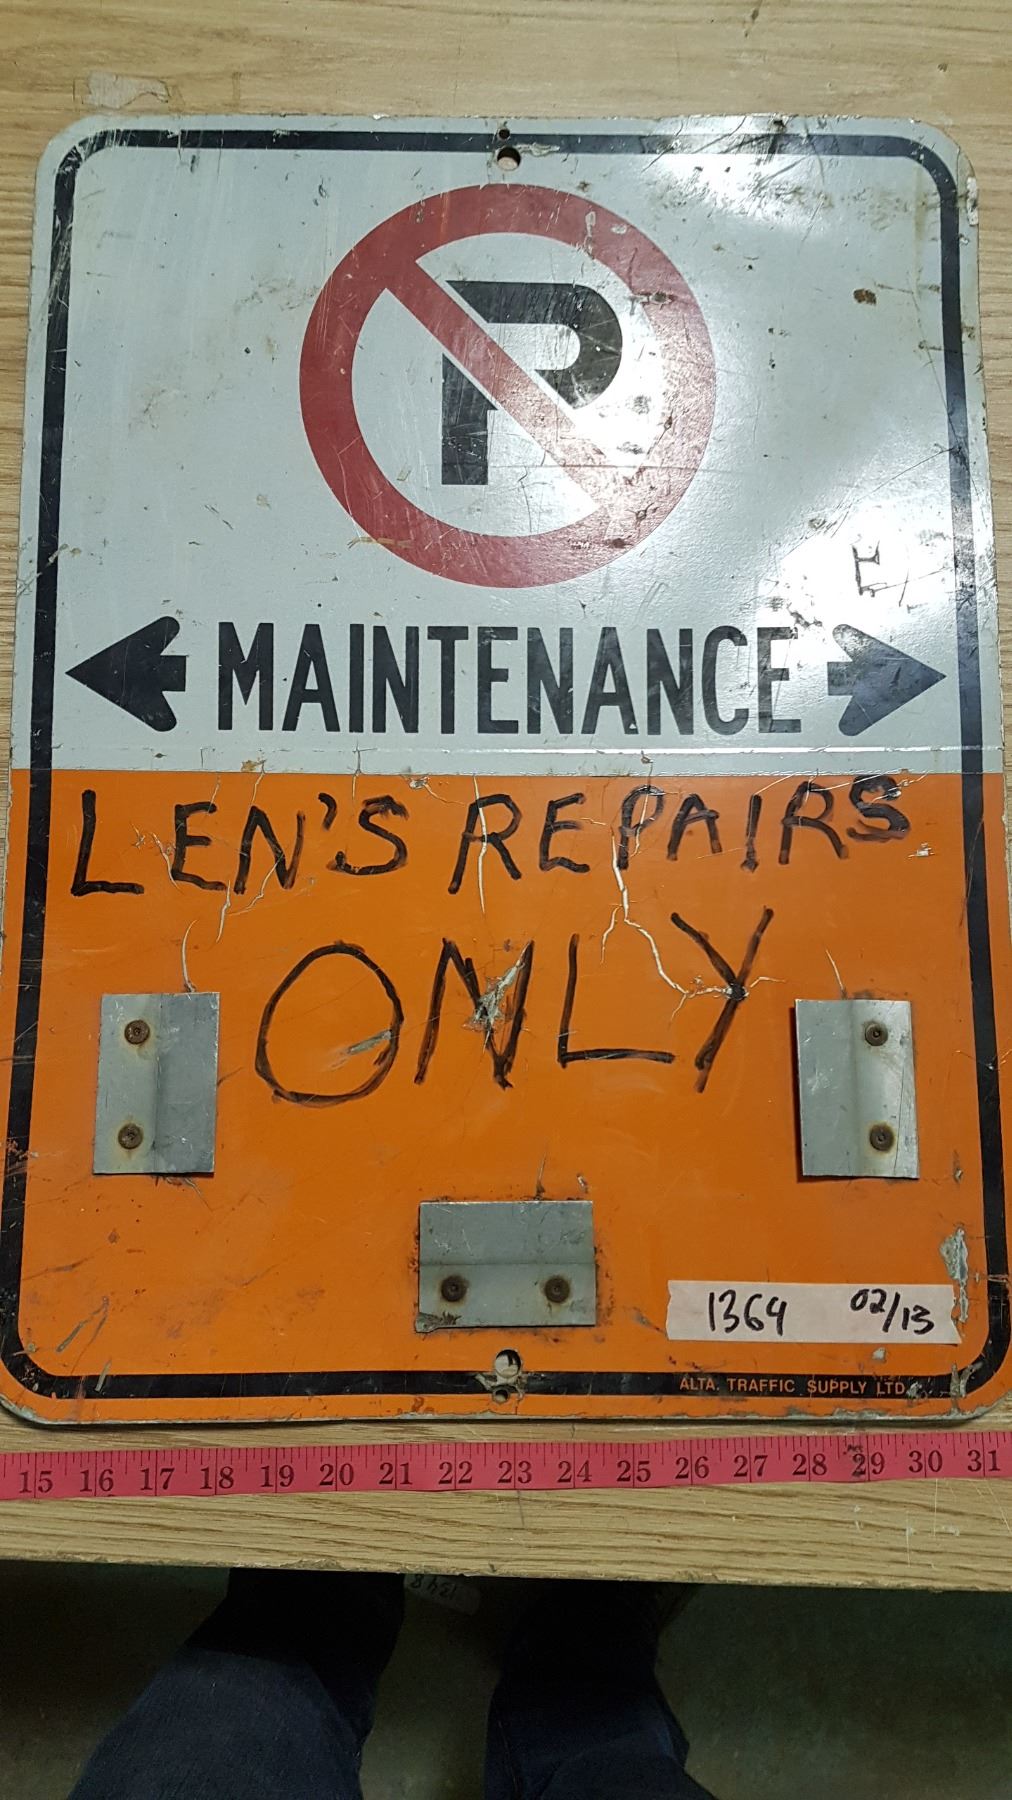 P
MAINTENANCE
LEN'S REPAIRS
ONLY
1364 02/13
ALTA. TRAFFIC SUPPLY LTD.
15 16 17 18 19 20 21 22 23 24 25 26 27 28 29 30 31
1348